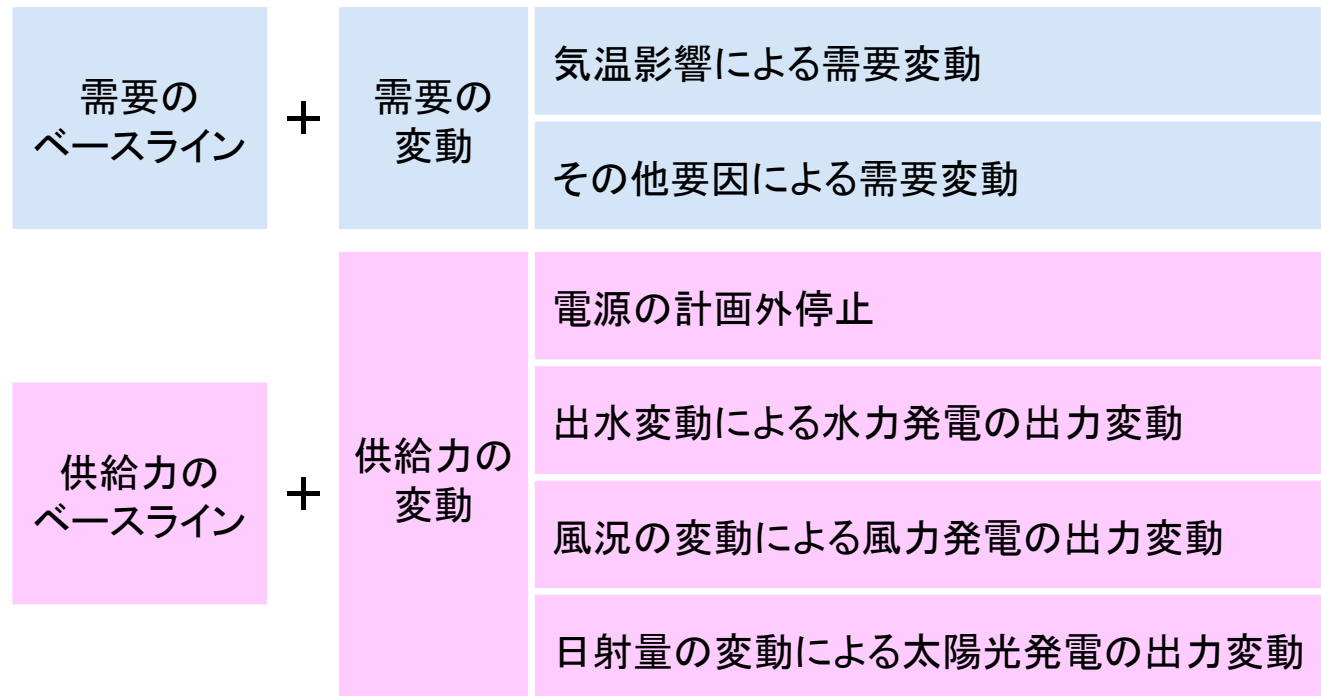 需要の
ベースライン
+
需要の
変動
気温影響による需要変動
その他要因による需要変動
供給力の
ベースライン
+
供給力の
変動
電源の計画外停止
出水変動による水力発電の出力変動
風況の変動による風力発電の出力変動
日射量の変動による太陽光発電の出力変動